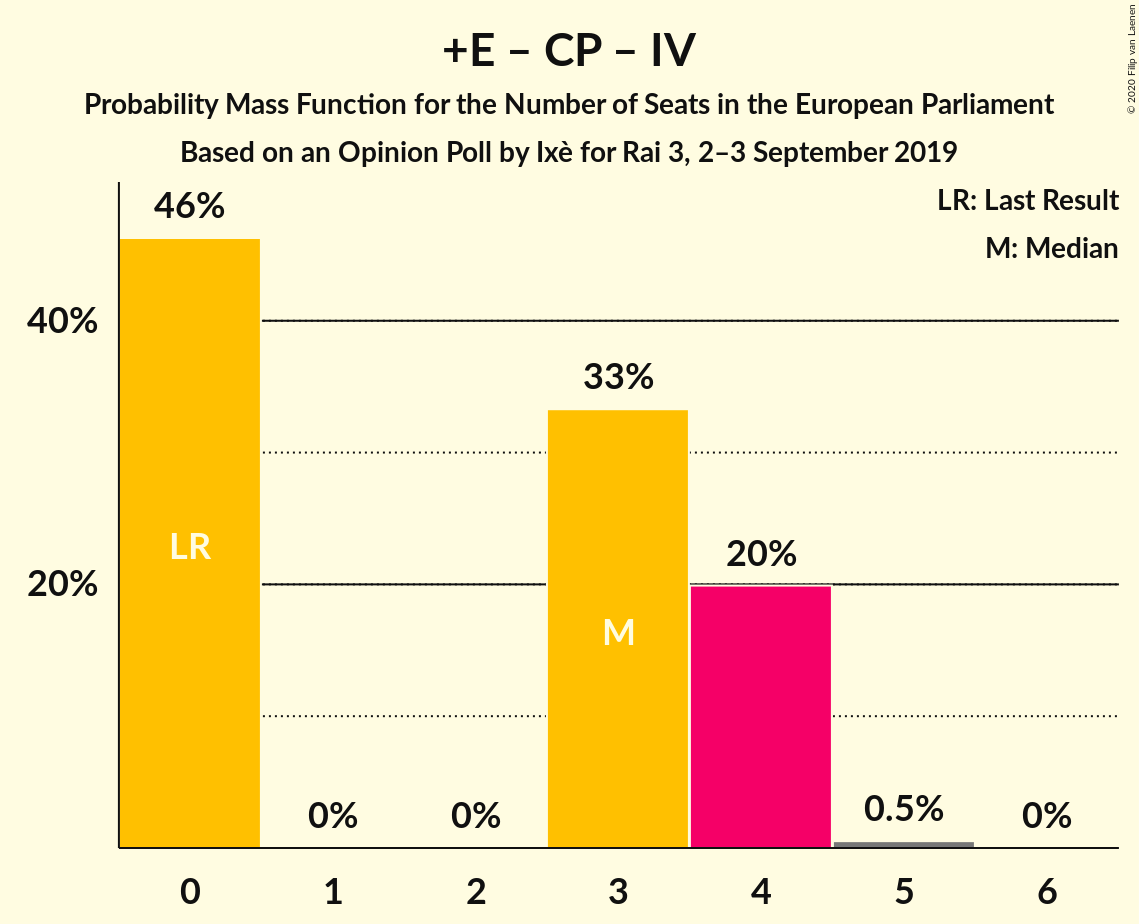 +E – CP – IV
Probability Mass Function for the Number of Seats in the European Parliament
Based on an Opinion Poll by Ixè for Rai 3, 2–3 September 2019
© 2020 Filip van Laenen
LR: Last Result
M: Median
46%
40%
33%
LR
20%
20%
M
0%
0%
0.5%
0%
0
1
2
3
4
5
6